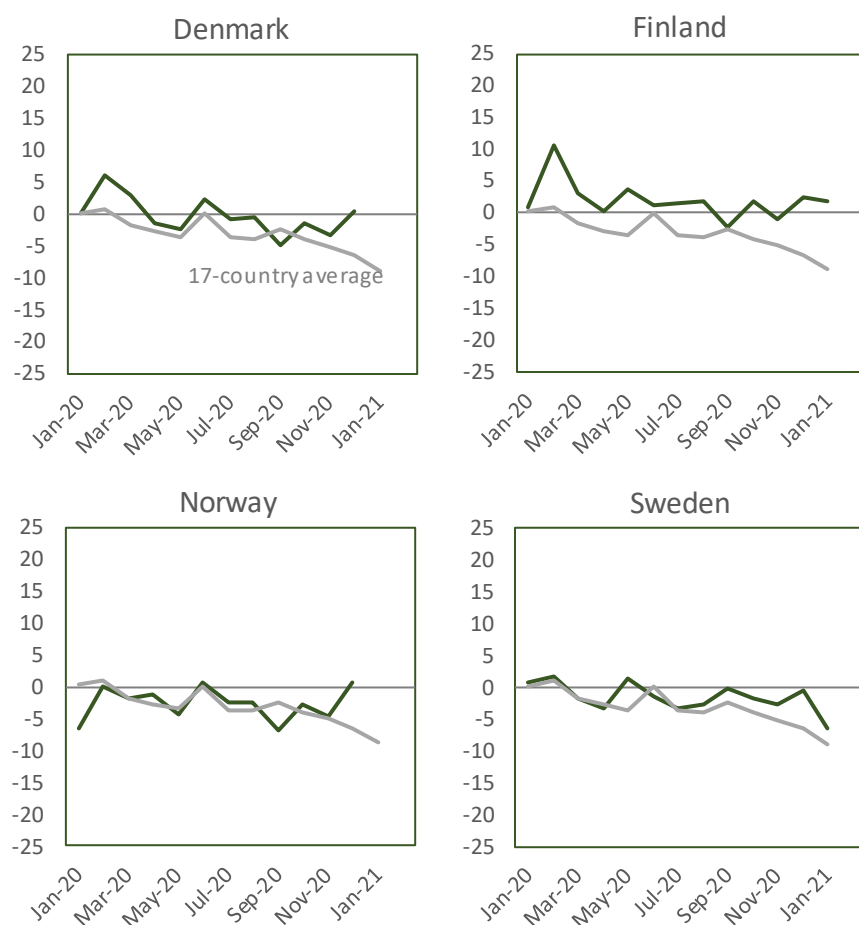 Denmark
25
20
15
10
5
0
-5
-10
-15
-20
-25
17-country average
Jan-20
Mar-20
May-20
Jul-20
Sep-20
Nov-20
Jan-21
Finland
25
20
15
10
5
0
-5
-10
-15
-20
-25
Jan-20
Mar-20
May-20
Jul-20
Sep-20
Nov-20
Jan-21
Norway
25
20
15
10
5
0
-5
-10
-15
-20
-25
Jan-20
Mar-20
May-20
Jul-20
Sep-20
Nov-20
Jan-21
Sweden
25
20
15
10
5
0
-5
-10
-15
-20
-25
Jan-20
Mar-20
May-20
Jul-20
Sep-20
Nov-20
Jan-21